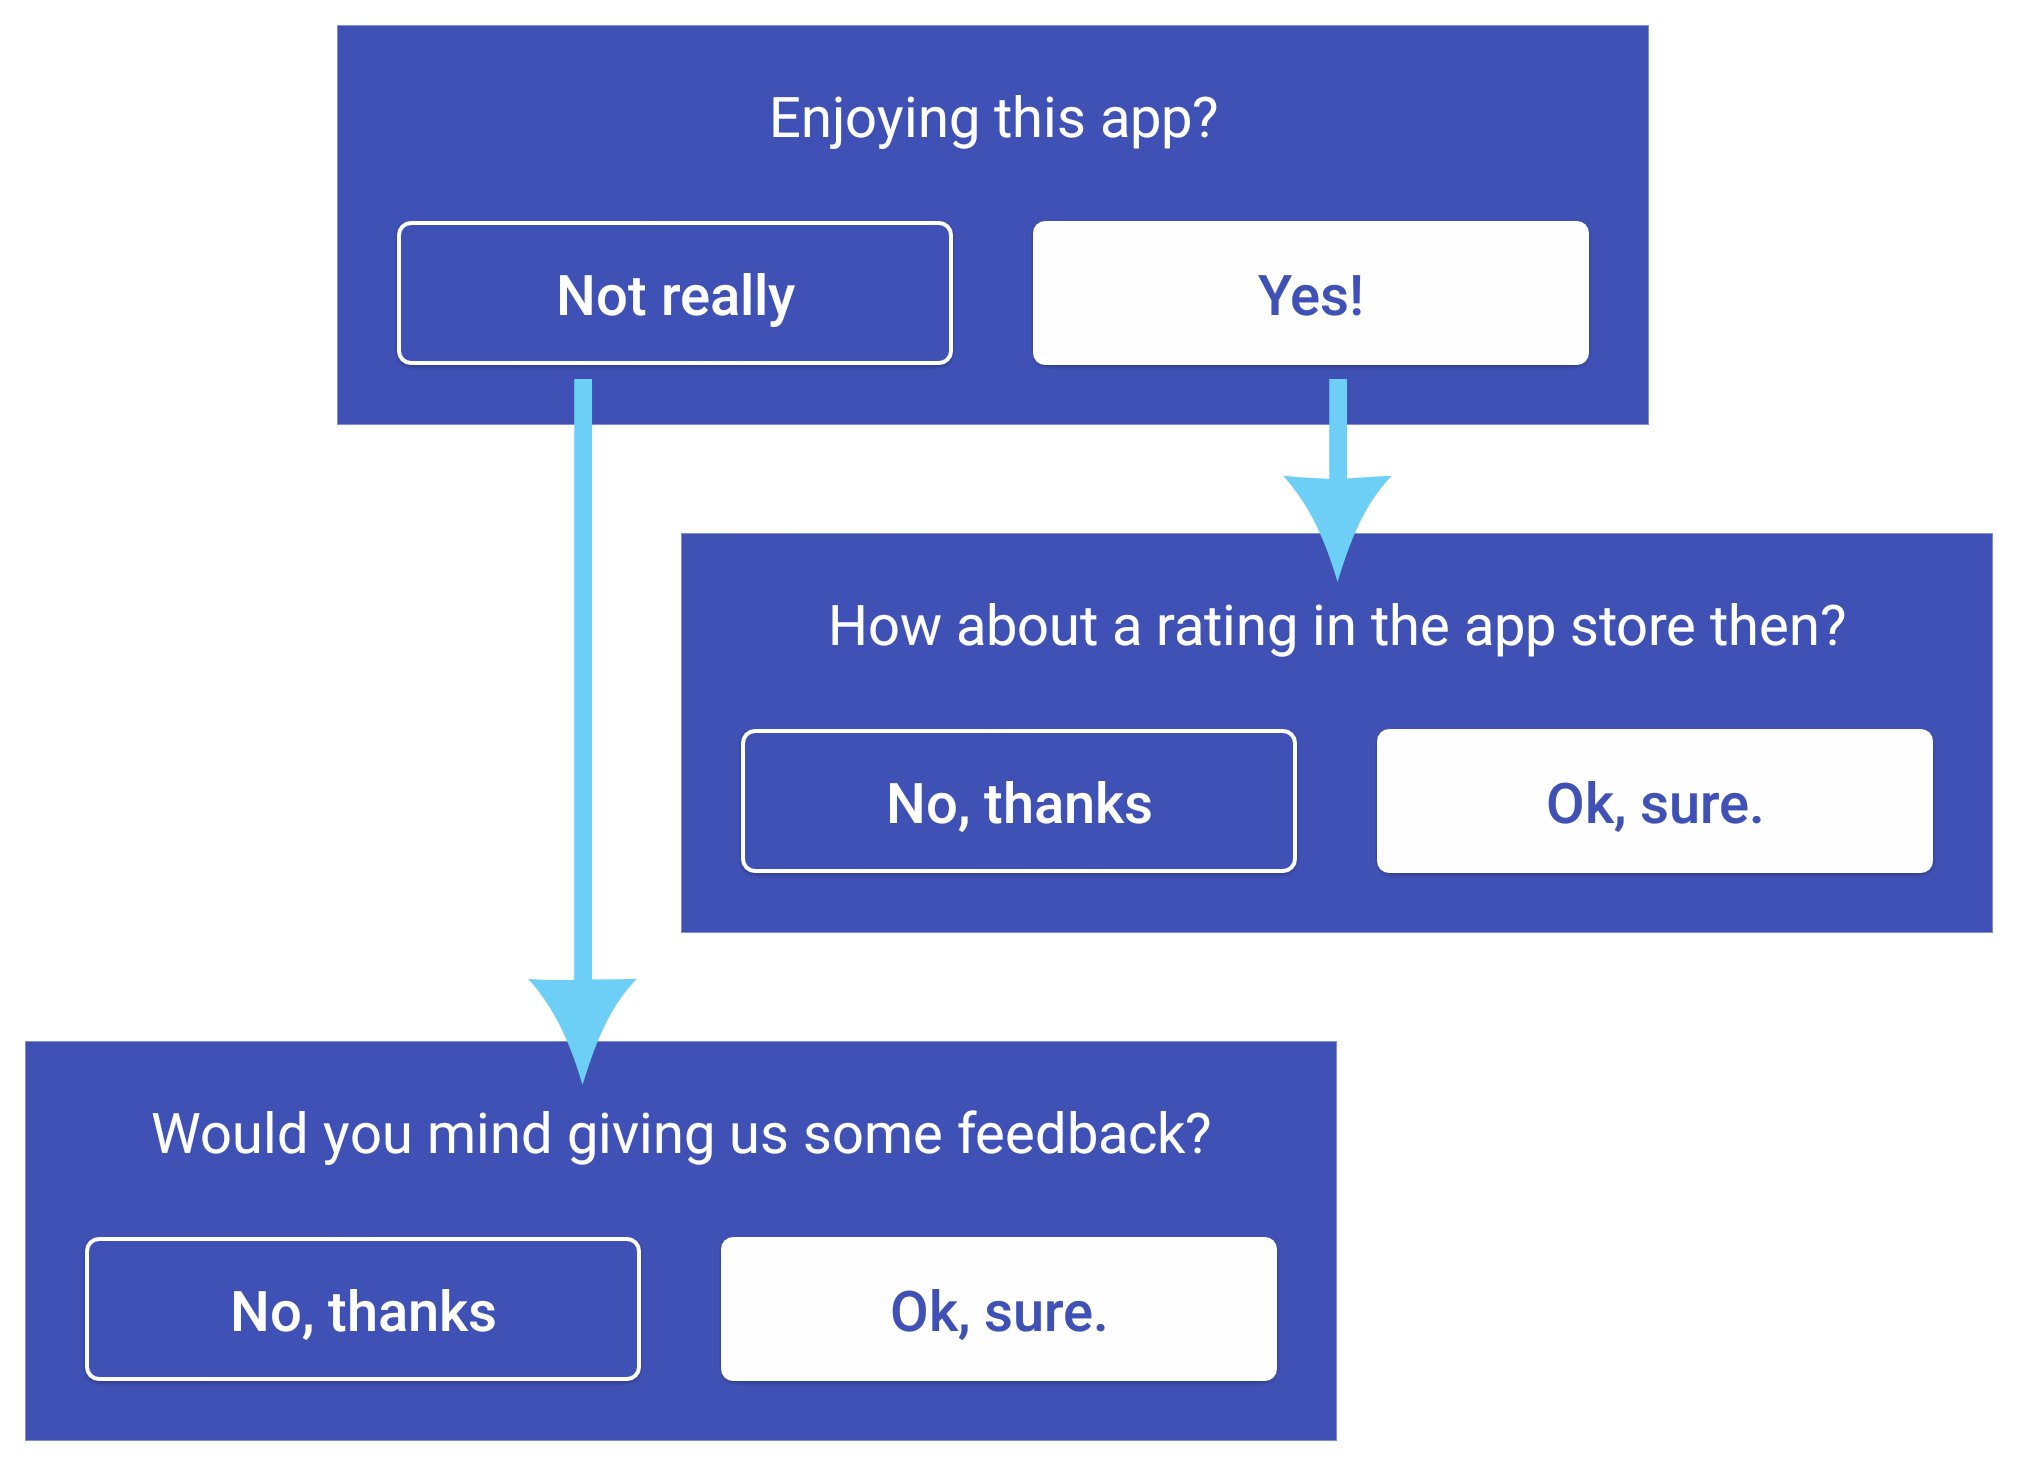 Enjoying this app?
Not really
Yes!
How about a rating in the app store then?
No, thanks
Ok, sure.
Would you mind giving us some feedback?
No, thanks
Ok, sure.